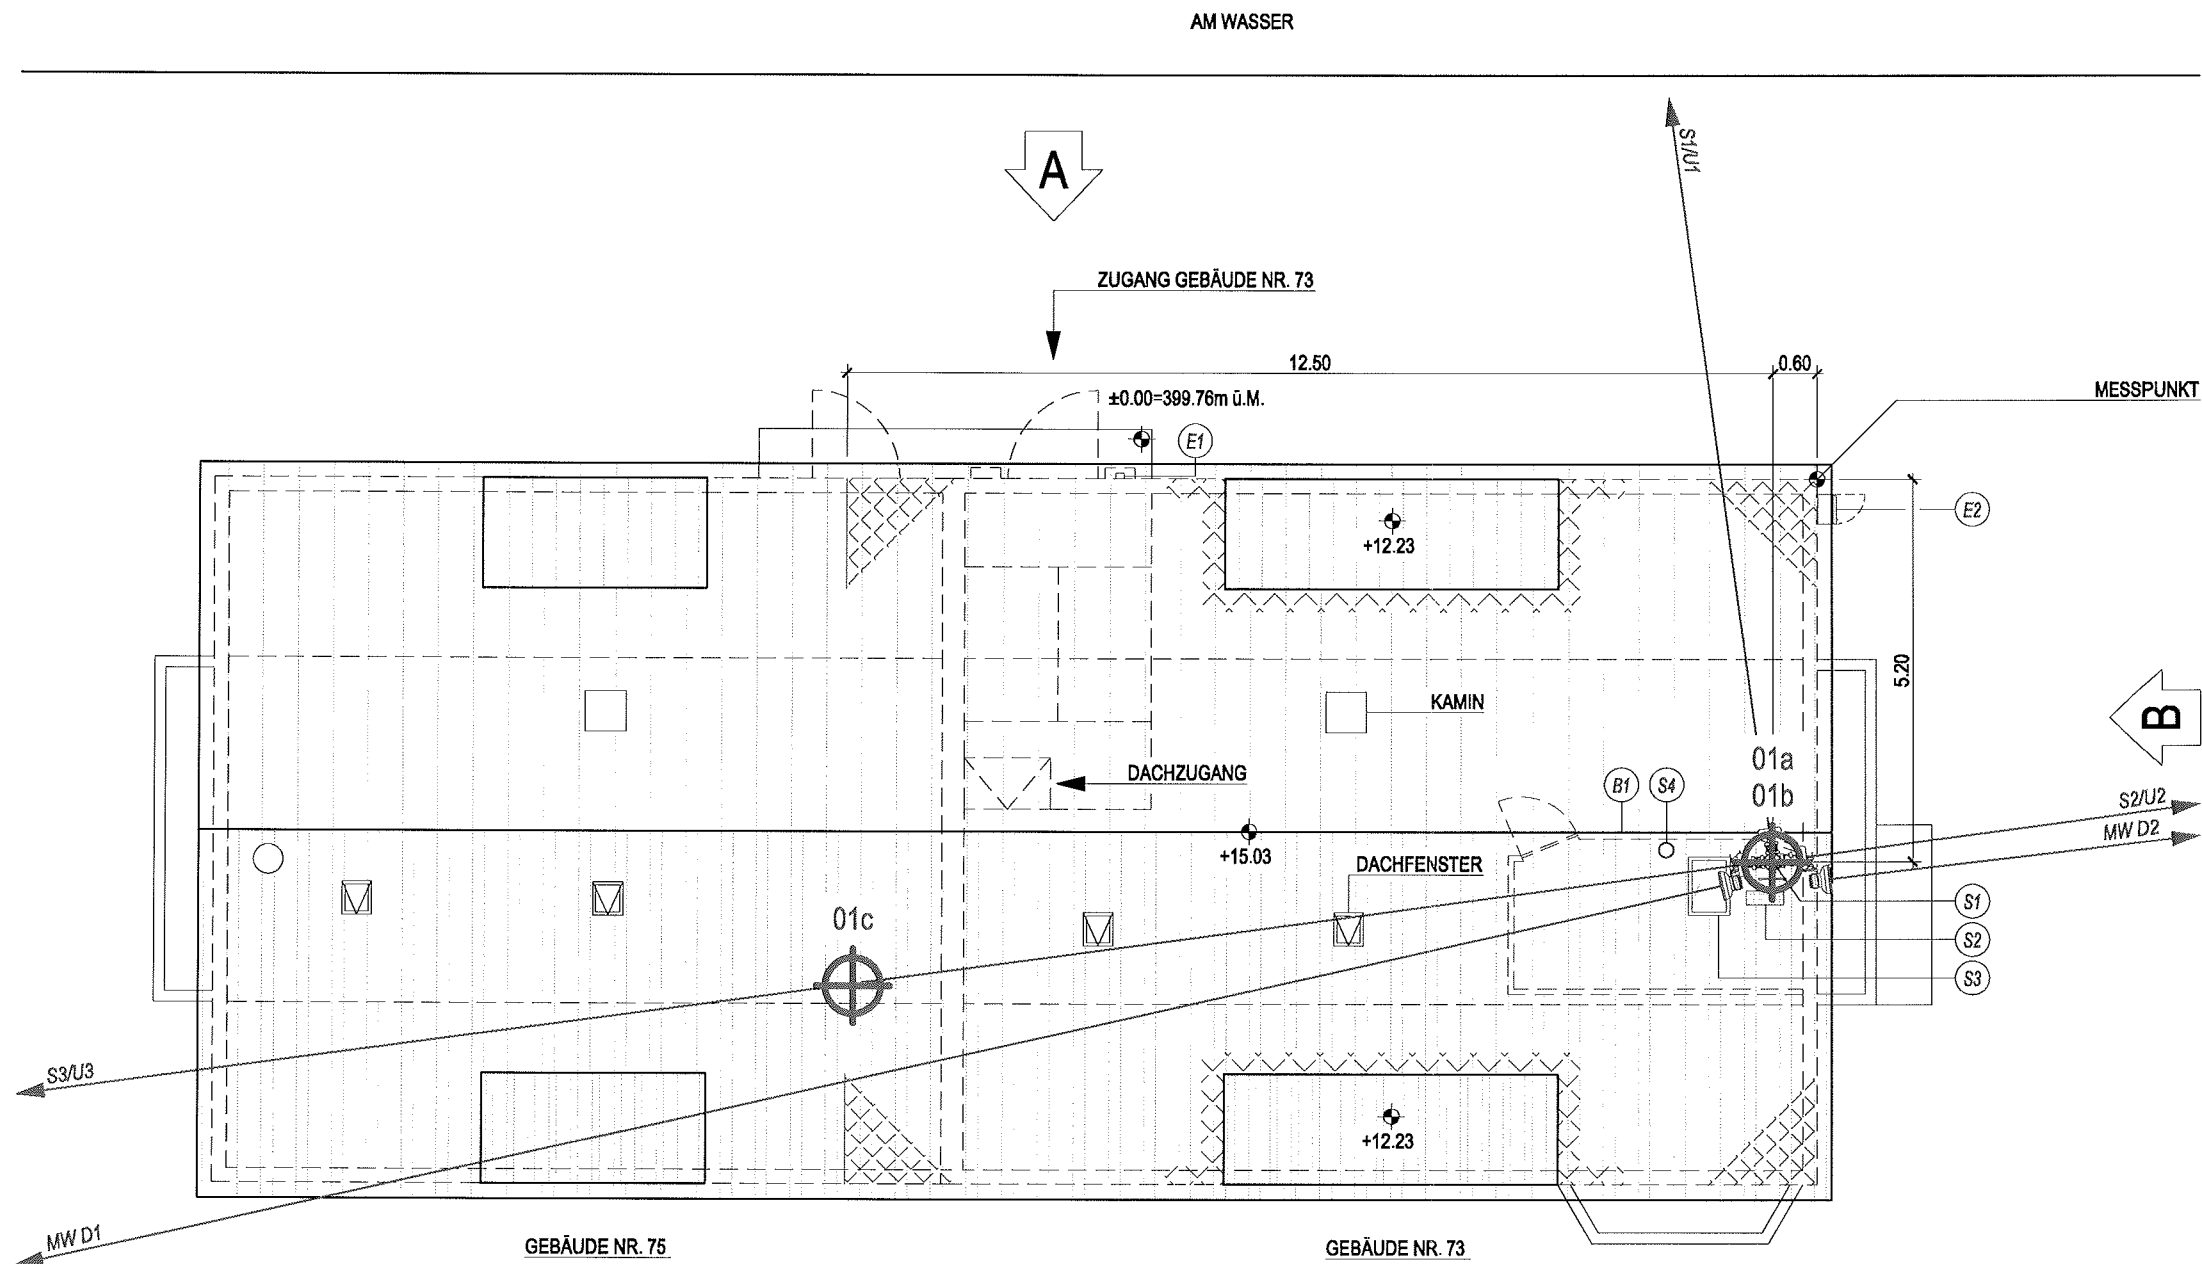 AM WASSER
S1/U1
A
ZUGANG GEBÄUDE NR. 73
12.50
0.60
±0.00=399.76m ü.M.
MESSPUNKT
E1
E2
+12.23
5.20
KAMIN
B
DACHZUGANG
01a
01b
B1
S4
S2/U2
MW D2
+15.03
DACHFENSTER
01c
S1
S2
S3
S3/U3
+12.23
MW D1
GEBÄUDE NR. 75
GEBÄUDE NR. 73